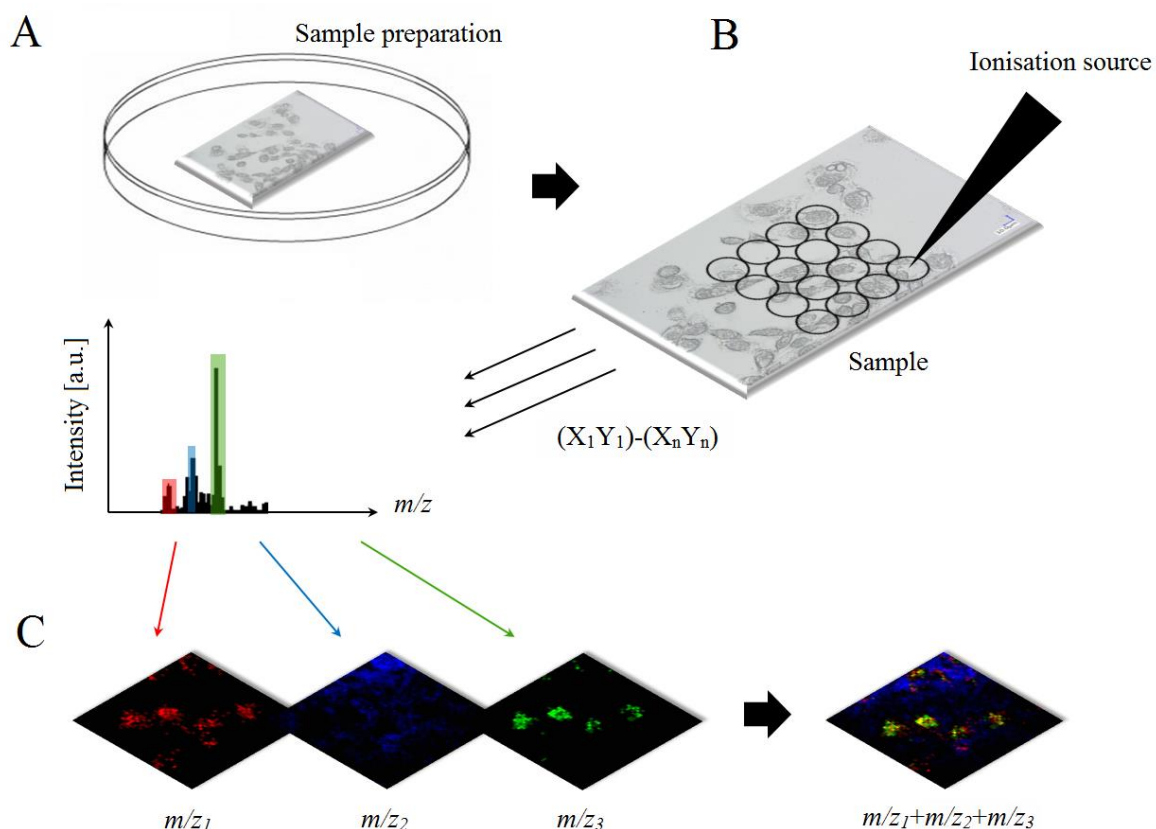 A
Sample preparation
B
Ionisation source
Sample
(X₁Y₁)-(XₙYₙ)
Intensity [a.u.]
m/z
C
m/z₁
m/z₂
m/z₃
m/z₁+m/z₂+m/z₃